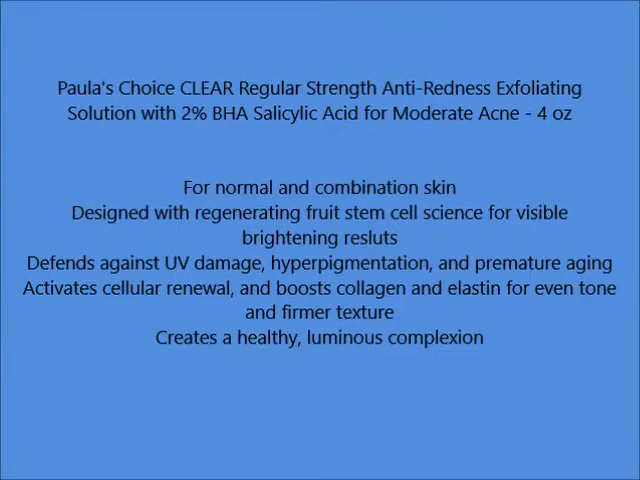 Paula's Choice CLEAR Regular Strength Anti-Redness Exfoliating
Solution with 2% BHA Salicylic Acid for Moderate Acne - 4 oz
For normal and combination skin
Designed with regenerating fruit stem cell science for visible
brightening resluts
Defends against UV damage, hyperpigmentation, and premature aging
Activates cellular renewal, and boosts collagen and elastin for even tone
and firmer texture
Creates a healthy, luminous complexion